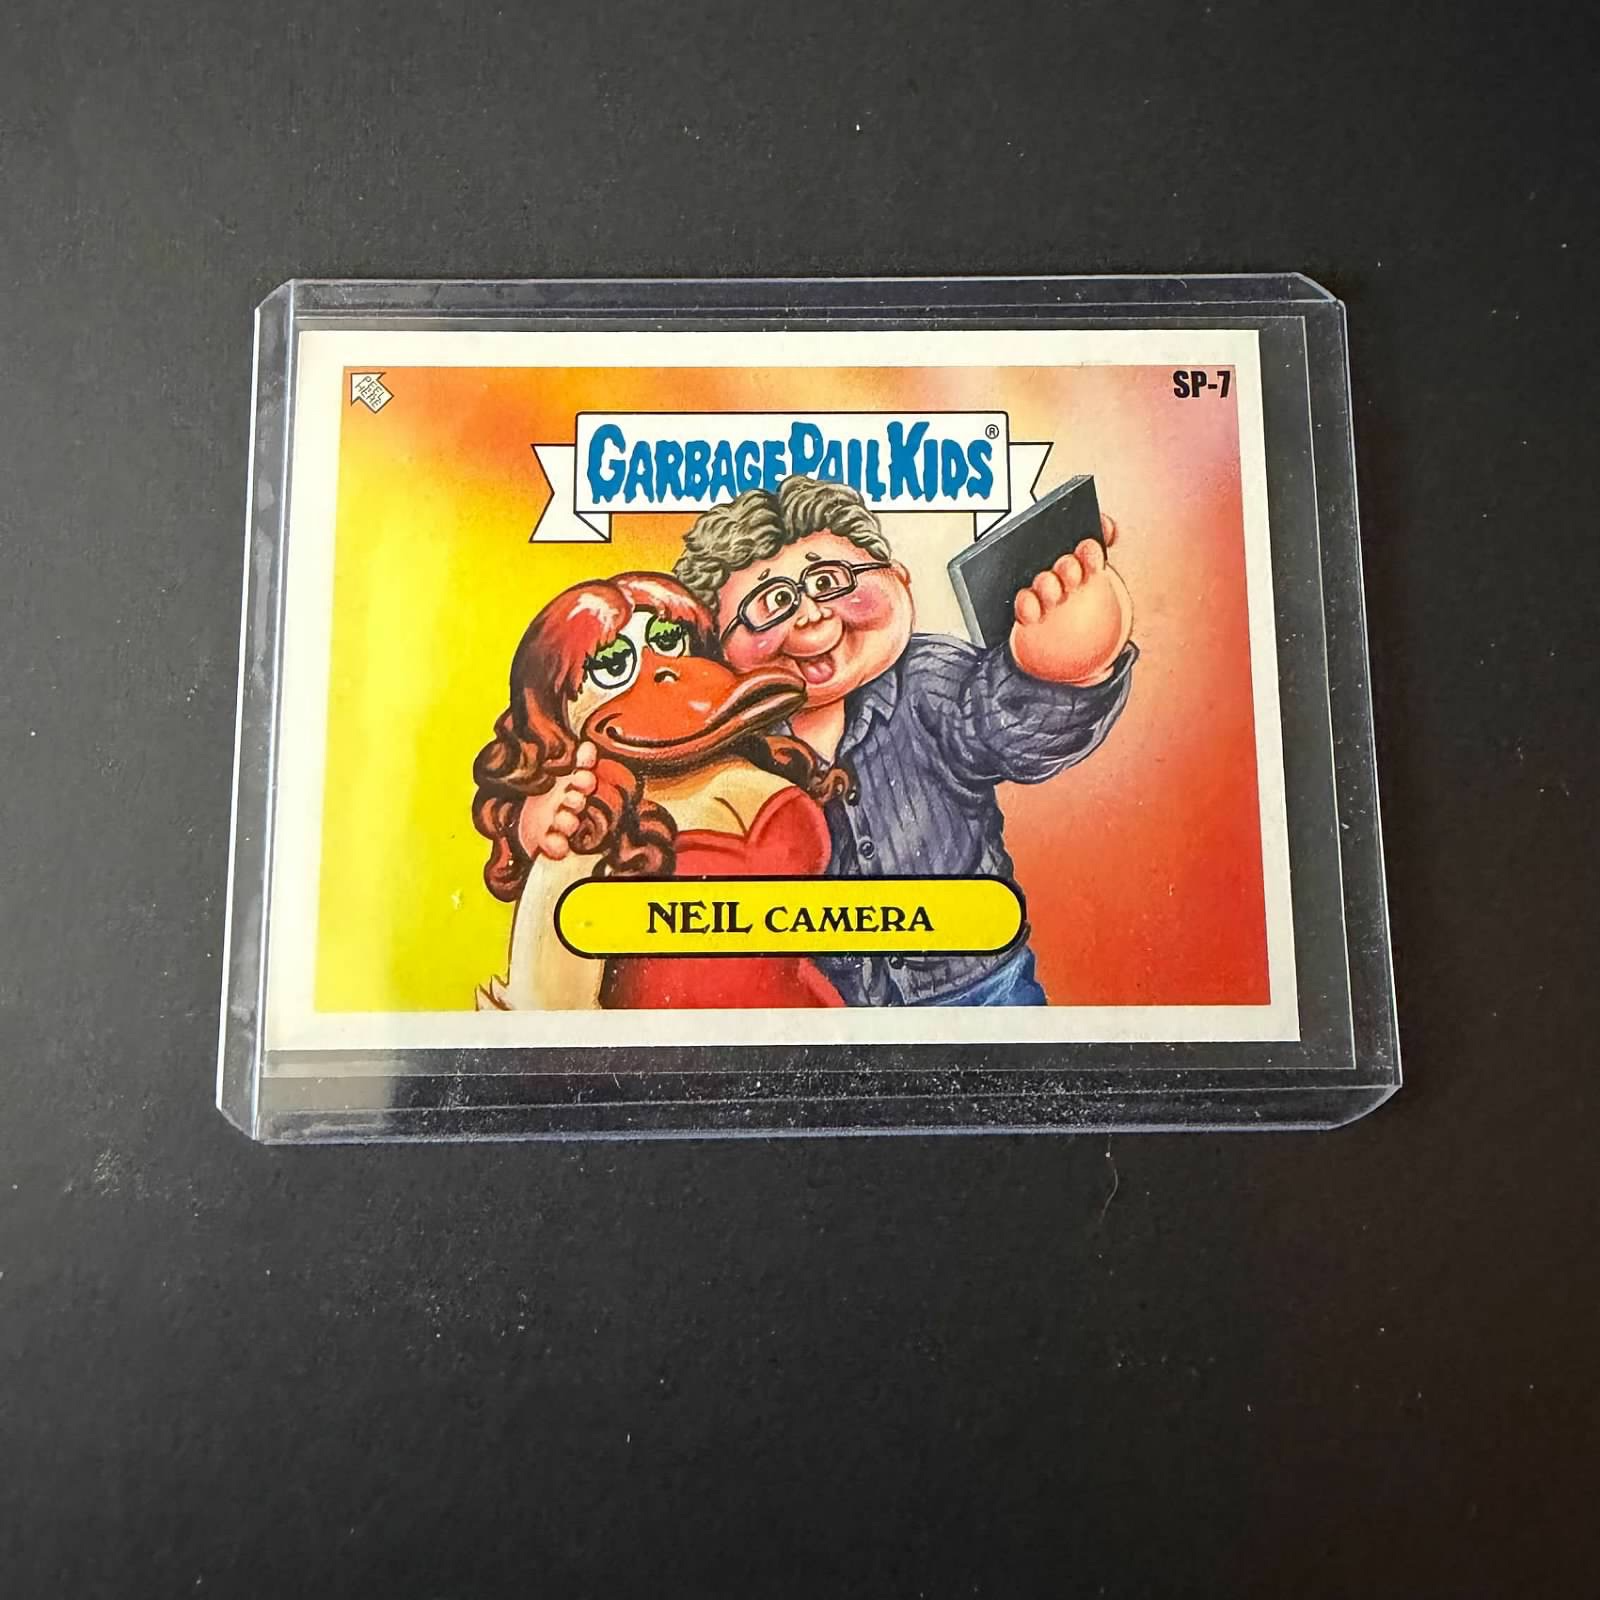 PEEL
HERE
SP-7
GARBAGE PAIL KIDS®
NEIL CAMERA